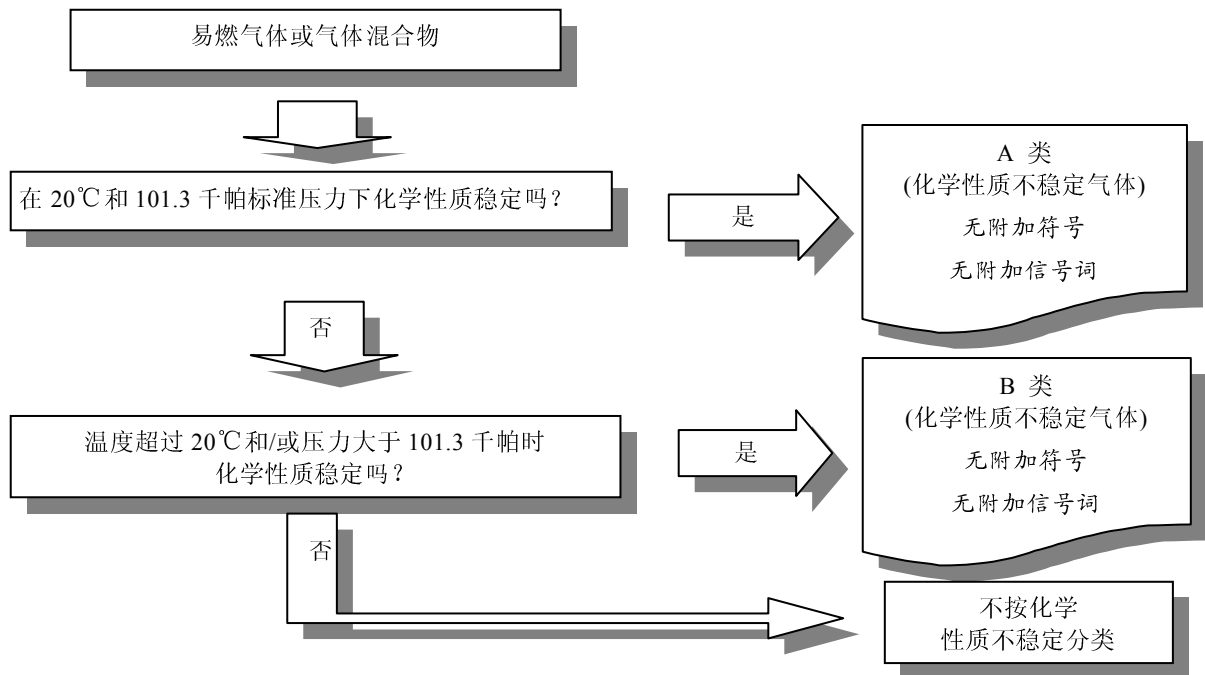 易燃气体或气体混合物
在 20℃和 101.3 千帕标准压力下化学性质稳定吗？
是
A 类
(化学性质不稳定气体)
无附加符号
无附加信号词
否
温度超过 20℃和/或压力大于 101.3 千帕时
化学性质稳定吗？
是
B 类
(化学性质不稳定气体)
无附加符号
无附加信号词
否
不按化学
性质不稳定分类